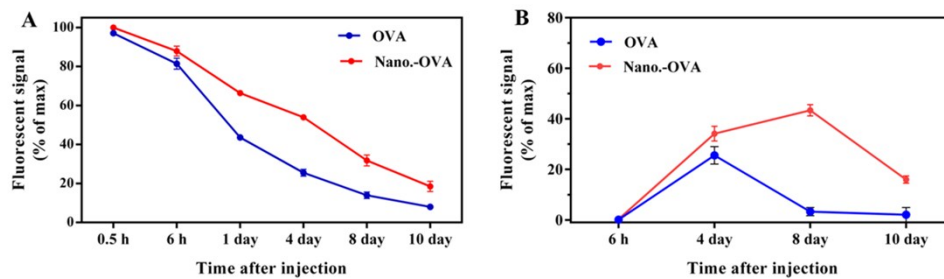 A
Fluorescent signal
(% of max)
100
80
60
40
20
0
OVA
Nano.-OVA
0.5 h 6 h 1 day 4 day 8 day 10 day
Time after injection
B
Fluorescent signal
(% of max)
80
60
40
20
0
OVA
Nano.-OVA
6 h 4 day 8 day 10 day
Time after injection